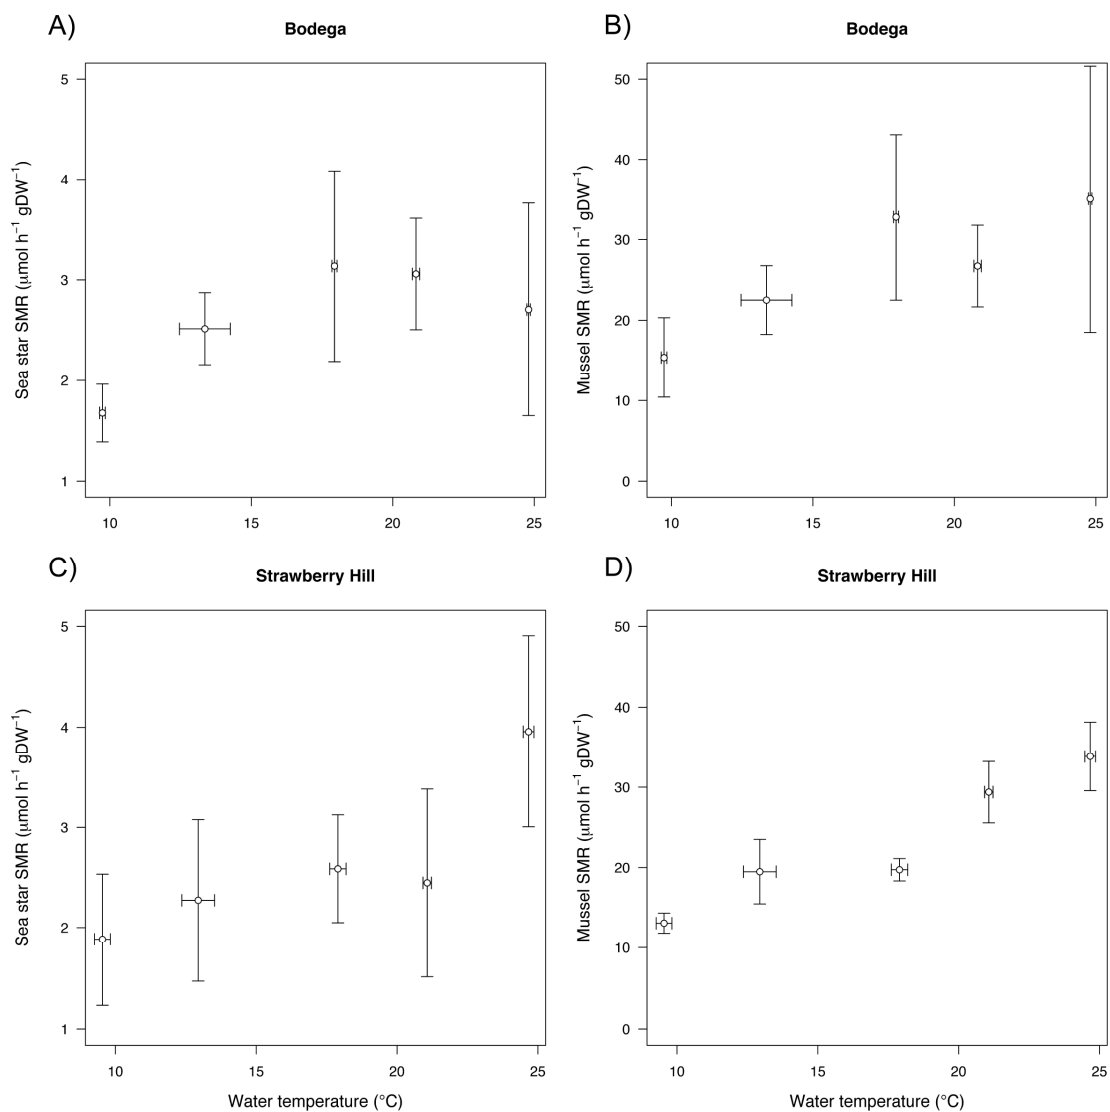 A)
Bodega
Sea star SMR (μmol h⁻¹ gDW⁻¹)
5
4
3
2
1
10 15 20 25
B)
Bodega
Mussel SMR (μmol h⁻¹ gDW⁻¹)
50
40
30
20
10
0
10 15 20 25
C)
Strawberry Hill
Sea star SMR (μmol h⁻¹ gDW⁻¹)
5
4
3
2
1
10 15 20 25
Water temperature (°C)
D)
Strawberry Hill
Mussel SMR (μmol h⁻¹ gDW⁻¹)
50
40
30
20
10
0
10 15 20 25
Water temperature (°C)